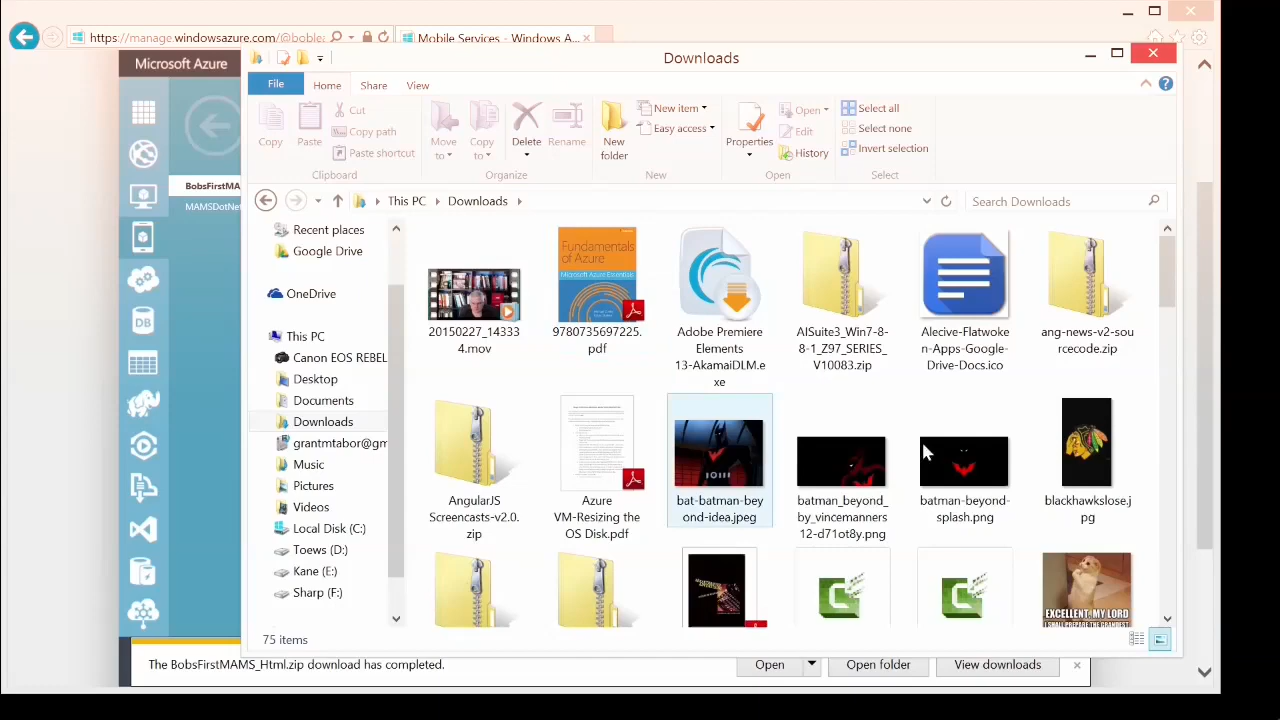 https://manage.windowsazure.com/@boble
Mobile Services - Windows A...
Microsoft Azure
Downloads
File
Home
Share
View
Copy
Paste
Cut
Copy path
Paste shortcut
Clipboard
Move
to
Copy
to
Delete
Rename
Organize
New
folder
New item
Easy access
New
Properties
Open
Edit
History
Open
Select all
Select none
Invert selection
Select
This PC
Downloads
Search Downloads
BobsFirstMA
MAMSDotNet
Recent places
Google Drive
OneDrive
This PC
Canon EOS REBEL
Desktop
Documents
Downloads
grantmtabor@gm
Music
Pictures
Videos
Local Disk (C:)
Toews (D:)
Kane (E:)
Sharp (F:)
Fundamentals
of Azure
Microsoft Azure Essentials
20150227_14333
4.mov
9780735697225.
pdf
Adobe Premiere
Elements
13-AkamaiDLM.e
xe
AISuite3_Win7-8-
8-1_Z97_SERIES_
V10083.zip
Alecive-Flatwoke
n-Apps-Google-
Drive-Docs.ico
ang-news-v2-sou
rcecode.zip
AngularJS
Screencasts-v2.0.
zip
Azure
VM-Resizing the
OS Disk.pdf
bat-batman-bey
ond-idea.jpeg
batman_beyond_
by_vincemanners
12-d71ot8y.png
batman-beyond-
splash.png
blackhawkslose.j
pg
EXCELLENT, MY LORD
I SHALL PREPARE THE GRANDEST
75 items
DB
The BobsFirstMAMS_Html.zip download has completed.
Open
Open folder
View downloads